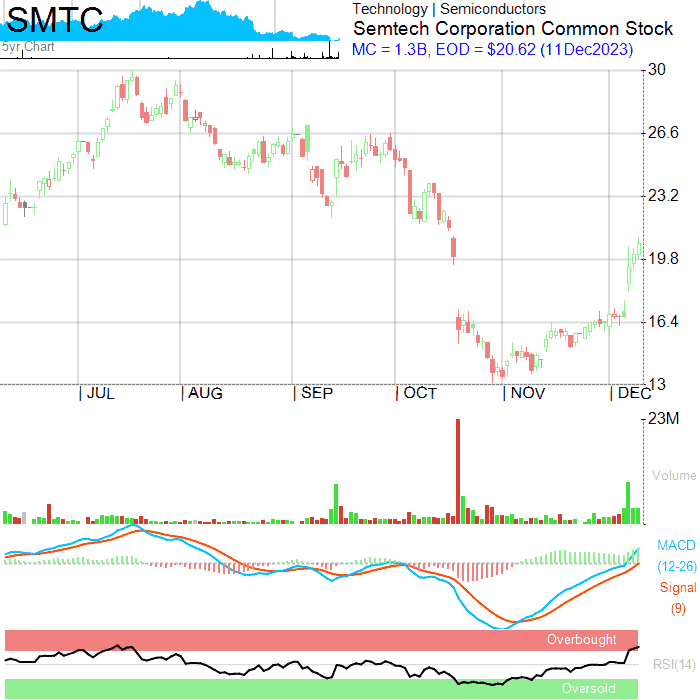 SMTC
5yr Chart
Technology | Semiconductors
Semtech Corporation Common Stock
MC = 1.3B, EOD = $20.62 (11Dec2023)
30
26.6
23.2
19.8
16.4
13
| JUL | AUG | SEP | OCT | NOV | DEC
23M
Volume
MACD
(12-26)
Signal
(9)
Overbought
RSI(14)
Oversold